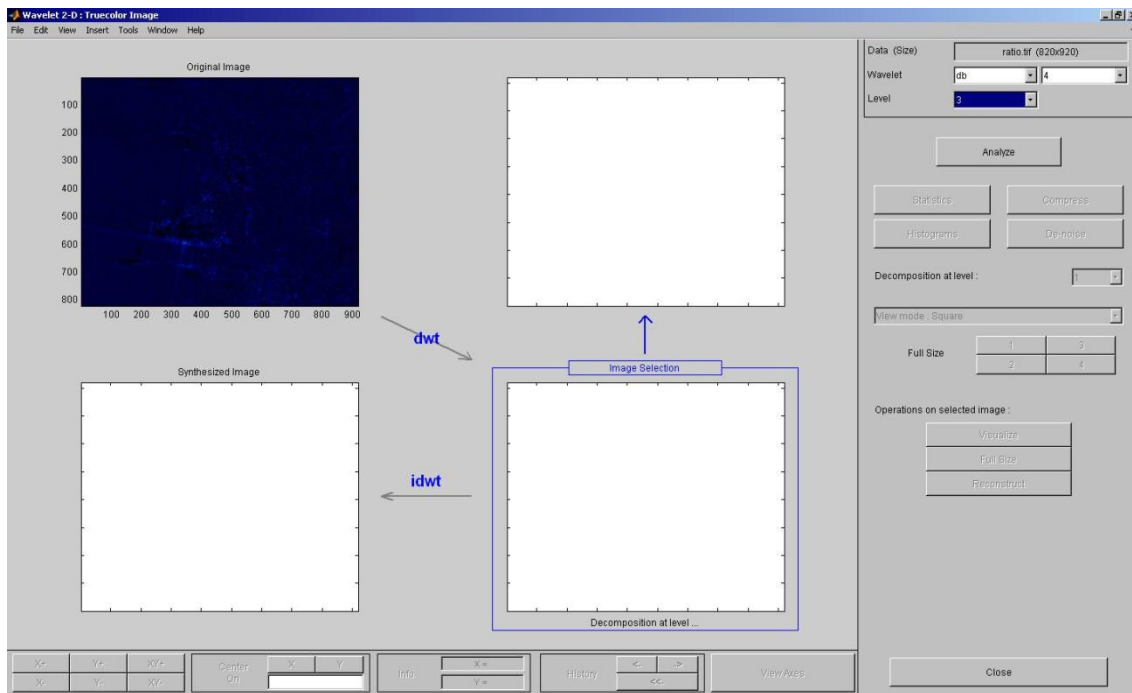 Wavelet 2-D : Truecolor Image
File Edit View Insert Tools Window Help
Data (Size) ratio.tif (820x920)
Wavelet db 4
Level 3
Analyze
Statistics Compress
Histograms De-noise
Decomposition at level : 1
View mode : Square
Full Size 1 3
2 4
Operations on selected image :
Visualize
Full Size
Reconstruct
Close
Original Image
100
200
300
400
500
600
700
800
100 200 300 400 500 600 700 800 900
dwt
Synthesized Image
Image Selection
idwt
Decomposition at level ...
X+ Y+ XY+
X- Y- XY-
Center On X Y
Info X =
Y =
History <- ->
<<-
View Axes